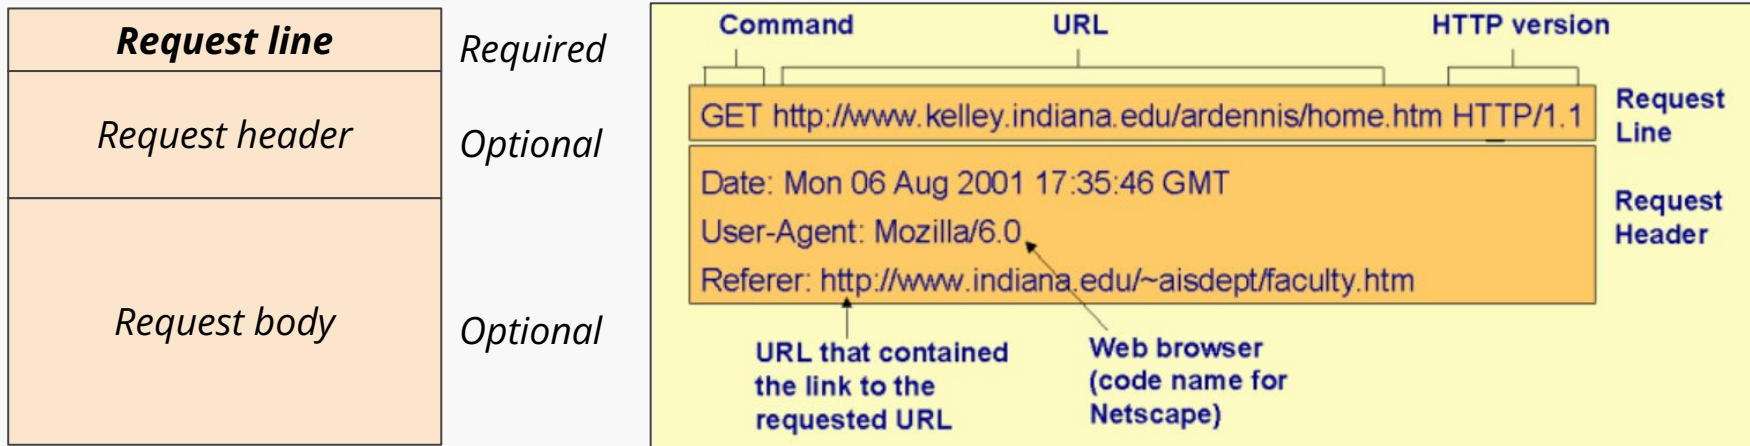 Request line
Required
Request header
Optional
Request body
Optional
Command URL HTTP version
GET http://www.kelley.indiana.edu/ardennis/home.htm HTTP/1.1
Request
Line
Date: Mon 06 Aug 2001 17:35:46 GMT
User-Agent: Mozilla/6.0
Referer: http://www.indiana.edu/~aisdept/faculty.htm
Request
Header
URL that contained
the link to the
requested URL
Web browser
(code name for
Netscape)